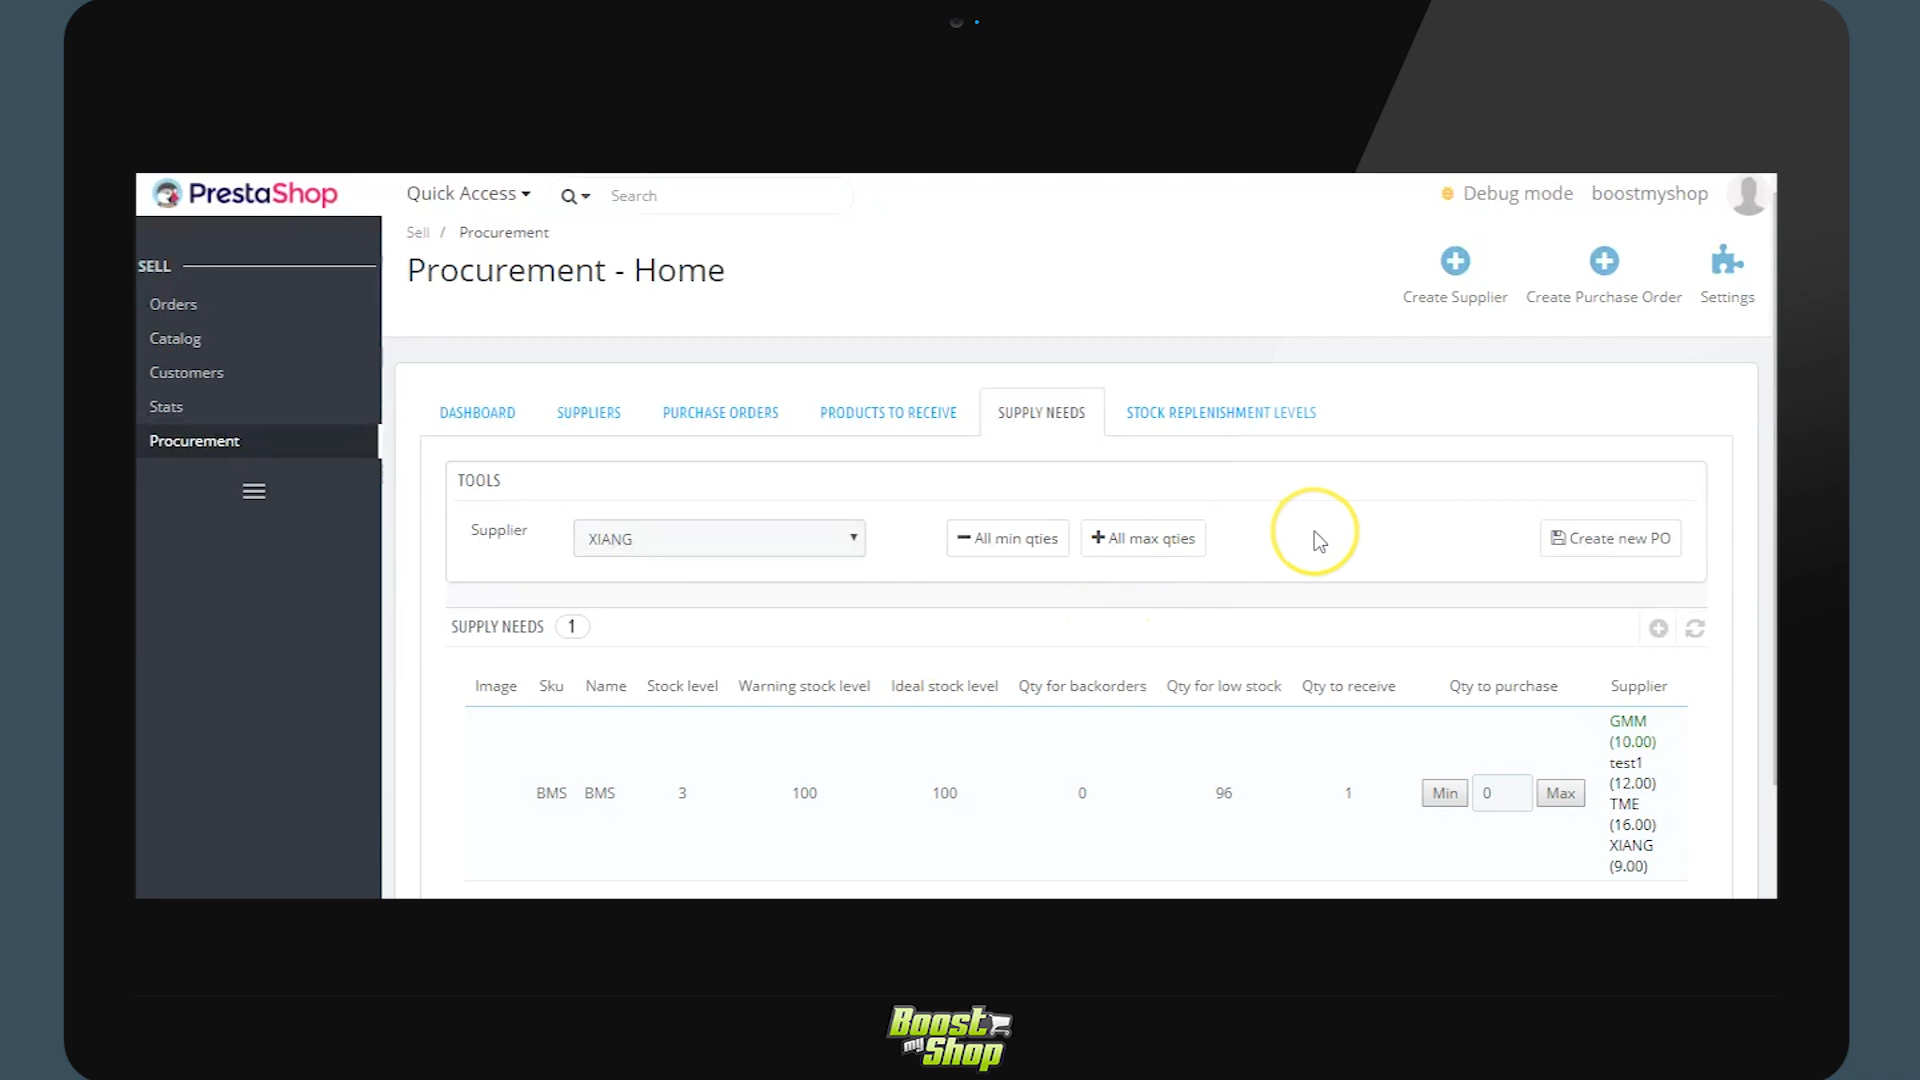 PrestaShop
Quick Access
Search
Debug mode
boostmyshop
Sell / Procurement
Procurement - Home
Create Supplier
Create Purchase Order
Settings
SELL
Orders
Catalog
Customers
Stats
Procurement
DASHBOARD
SUPPLIERS
PURCHASE ORDERS
PRODUCTS TO RECEIVE
SUPPLY NEEDS
STOCK REPLENISHMENT LEVELS
TOOLS
Supplier
XIANG
All min qties
All max qties
Create new PO
SUPPLY NEEDS 1
Image Sku Name Stock level Warning stock level Ideal stock level Qty for backorders Qty for low stock Qty to receive Qty to purchase Supplier
BMS BMS 3 100 100 0 96 1 Min 0 Max
GMM
(10.00)
test1
(12.00)
TME
(16.00)
XIANG
(9.00)
Boost
my Shop